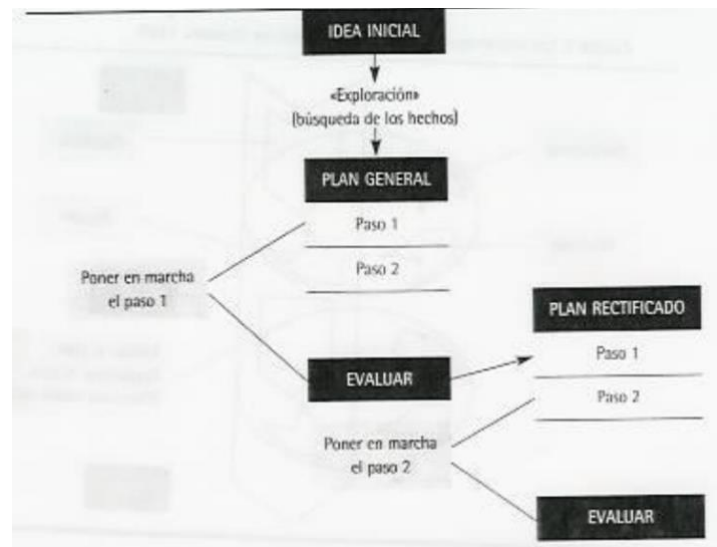 IDEA INICIAL
«Exploración»
(búsqueda de los hechos)
PLAN GENERAL
Paso 1
Paso 2
Poner en marcha
el paso 1
EVALUAR
PLAN RECTIFICADO
Paso 1
Paso 2
Poner en marcha
el paso 2
EVALUAR